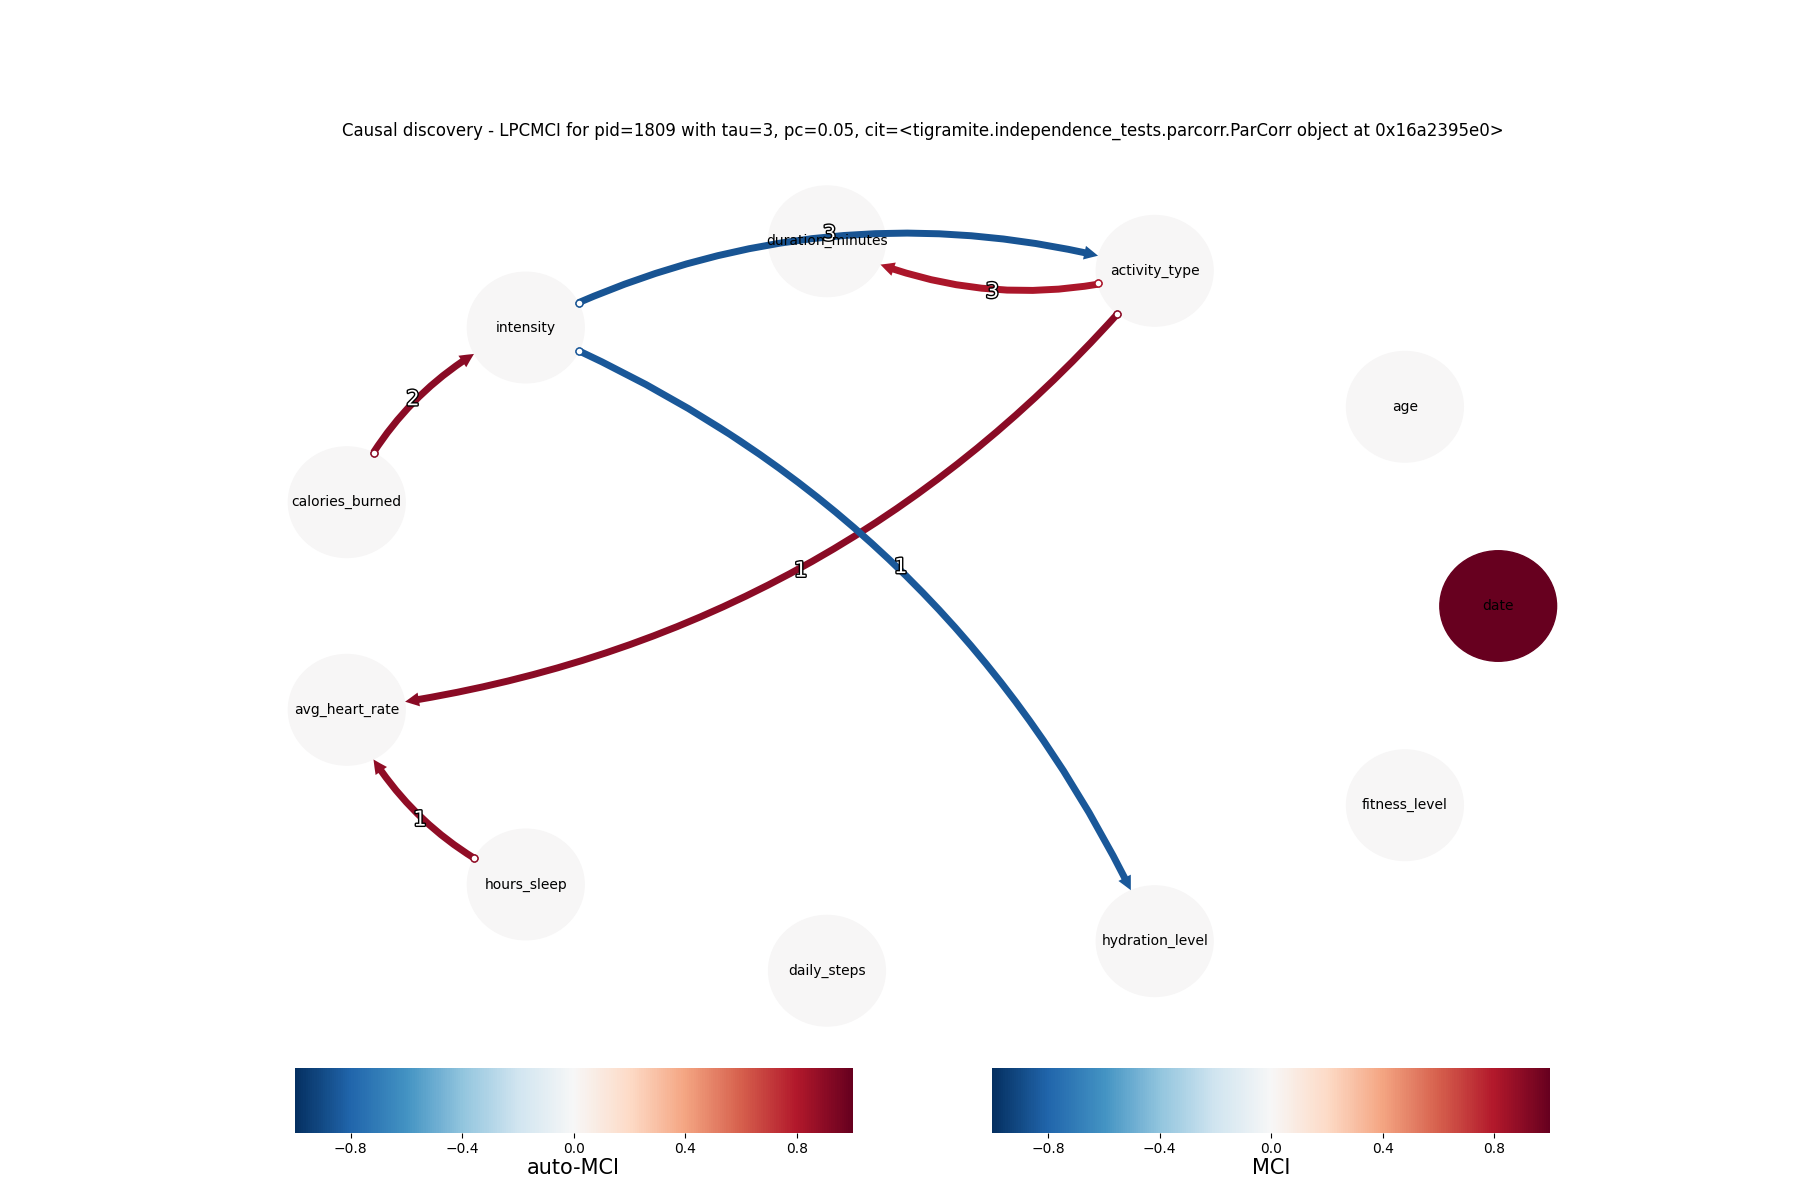 Causal discovery - LPCMCI for pid=1809 with tau=3, pc=0.05, cit=<tigramite.independence_tests.parcorr.ParCorr object at 0x16a2395e0>
3
duration_minutes
activity_type
3
intensity
2
age
calories_burned
1
1
date
avg_heart_rate
1
fitness_level
hours_sleep
hydration_level
daily_steps
−0.8 −0.4 0.0 0.4 0.8
auto-MCI
−0.8 −0.4 0.0 0.4 0.8
MCI